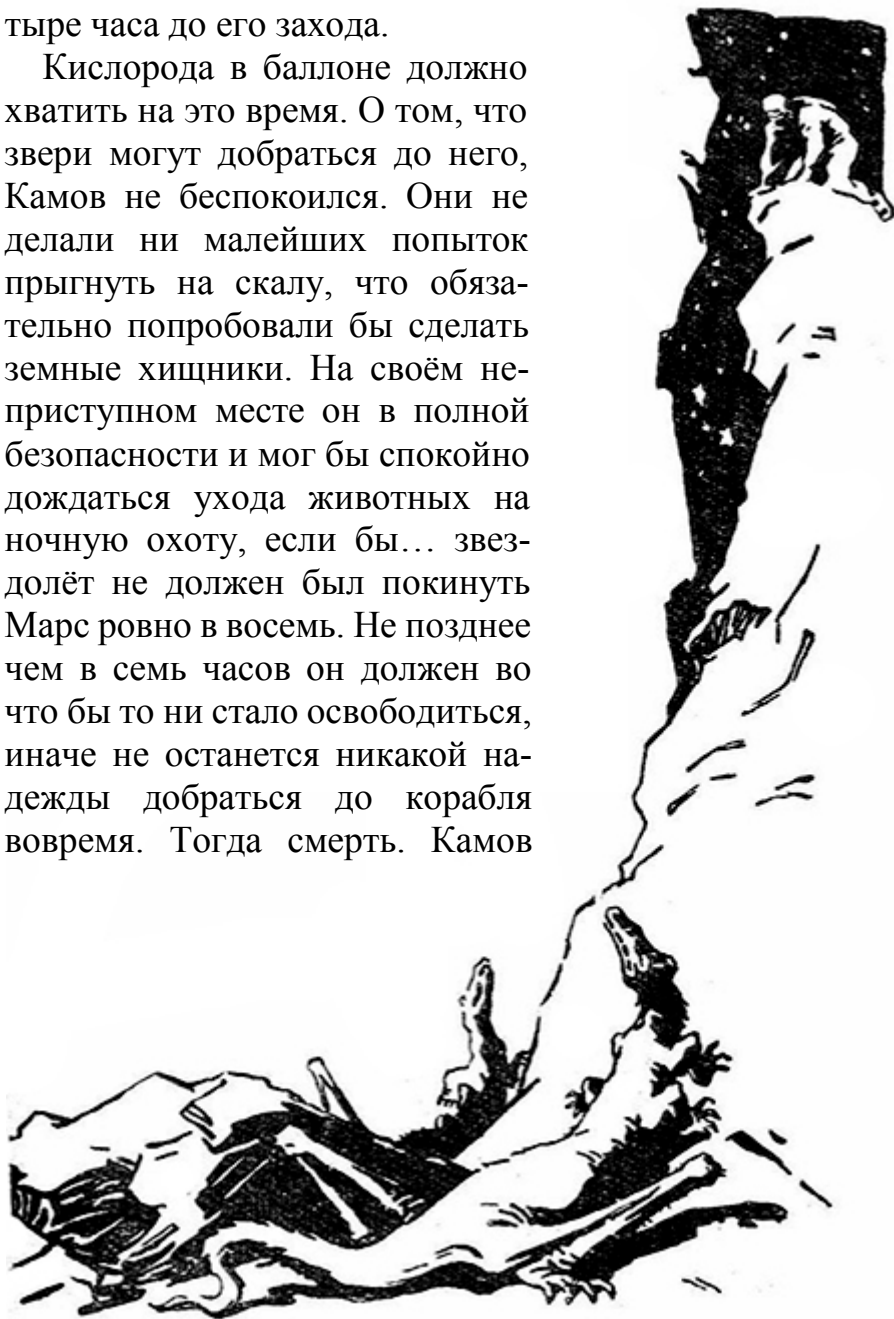 тыре часа до его захода.
Кислорода в баллоне должно
хватить на это время. О том, что
звери могут добраться до него,
Камов не беспокоился. Они не
делали ни малейших попыток
прыгнуть на скалу, что обяза-
тельно попробовали бы сделать
земные хищники. На своём не-
приступном месте он в полной
безопасности и мог бы спокойно
дождаться ухода животных на
ночную охоту, если бы… звез-
долёт не должен был покинуть
Марс ровно в восемь. Не позднее
чем в семь часов он должен во
что бы то ни стало освободиться,
иначе не останется никакой на-
дежды добраться до корабля
вовремя. Тогда смерть. Камов